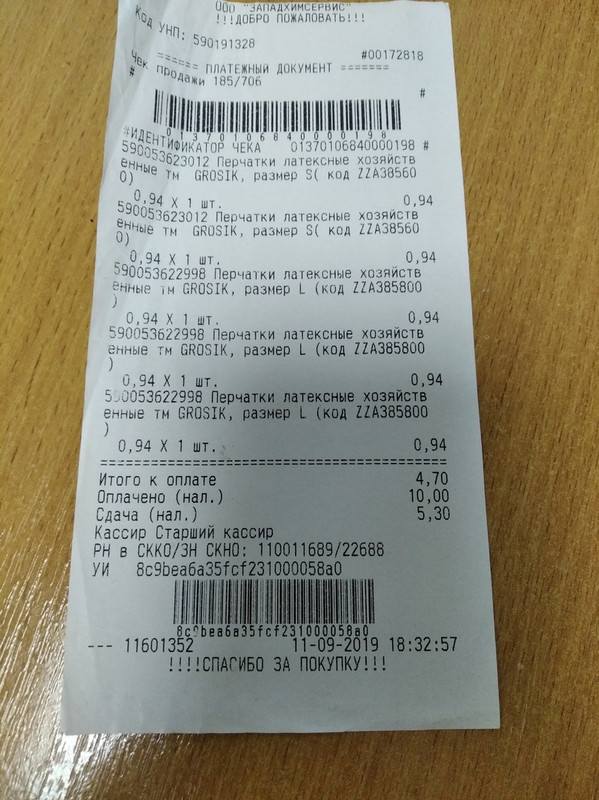 ООО "ЗАПАДХИМСЕРВИС"
!!!ДОБРО ПОЖАЛОВАТЬ!!!
Код УНП: 590191328
#00172818
====== ПЛАТЕЖНЫЙ ДОКУМЕНТ =======
Чек продажи 185/706
# #
01370106840000198
#ИДЕНТИФИКАТОР ЧЕКА 01370106840000198 #
590053623012 Перчатки латексные хозяйств
енные тм GROSIK, размер S( код ZZA38560
0)
0,94 X 1 шт. 0,94
590053623012 Перчатки латексные хозяйств
енные тм GROSIK, размер S( код ZZA38560
0)
0,94 X 1 шт. 0,94
590053622998 Перчатки латексные хозяйств
енные тм GROSIK, размер L (код ZZA385800
)
0,94 X 1 шт. 0,94
590053622998 Перчатки латексные хозяйств
енные тм GROSIK, размер L (код ZZA385800
)
0,94 X 1 шт. 0,94
590053622998 Перчатки латексные хозяйств
енные тм GROSIK, размер L (код ZZA385800
)
0,94 X 1 шт. 0,94
========================================
Итого к оплате 4,70
Оплачено (нал.) 10,00
Сдача (нал.) 5,30
Кассир Старший кассир
РН в СККО/ЗН СКНО: 110011689/22688
УИ 8c9bea6a35fcf231000058a0
8c9bea6a35fcf231000058a0
--- 11601352 11-09-2019 18:32:57
!!!!СПАСИБО ЗА ПОКУПКУ!!!